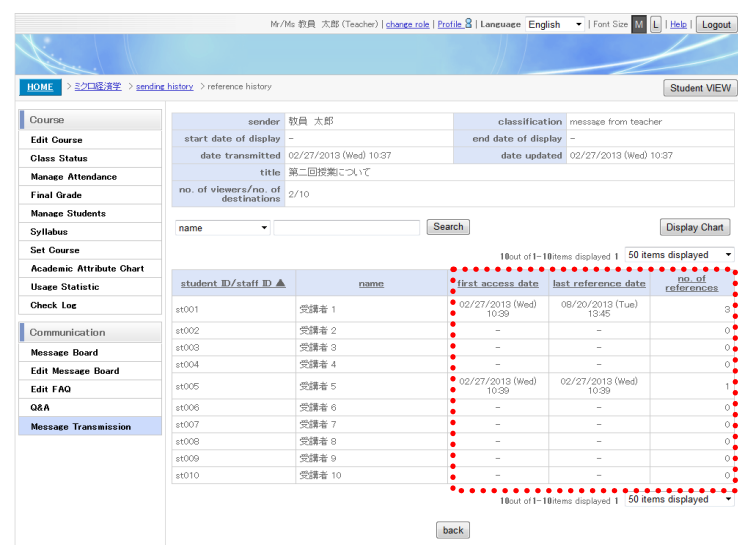 Mr/Ms 教員 太郎 (Teacher) | change role | Profile | Language English | Font Size M L | Help | Logout
HOME > ミクロ経済学 > sending history > reference history Student VIEW
Course
Edit Course
Class Status
Manage Attendance
Final Grade
Manage Students
Syllabus
Set Course
Academic Attribute Chart
Usage Statistic
Check Log
Communication
Message Board
Edit Message Board
Edit FAQ
Q&A
Message Transmission
sender 教員 太郎 classification message from teacher
start date of display - end date of display -
date transmitted 02/27/2013 (Wed) 10:37 date updated 02/27/2013 (Wed) 10:37
title 第二回授業について
no. of viewers/no. of
destinations 2/10
name Search Display Chart
10out of1-10items displayed 1 50 items displayed
student ID/staff ID ▲ name first access date last reference date no. of
references
st001 受講者 1 02/27/2013 (Wed)
10:39 08/20/2013 (Tue)
13:45 3
st002 受講者 2 - - 0
st003 受講者 3 - - 0
st004 受講者 4 - - 0
st005 受講者 5 02/27/2013 (Wed)
10:39 02/27/2013 (Wed)
10:39 1
st006 受講者 6 - - 0
st007 受講者 7 - - 0
st008 受講者 8 - - 0
st009 受講者 9 - - 0
st010 受講者 10 - - 0
10out of1-10items displayed 1 50 items displayed
back